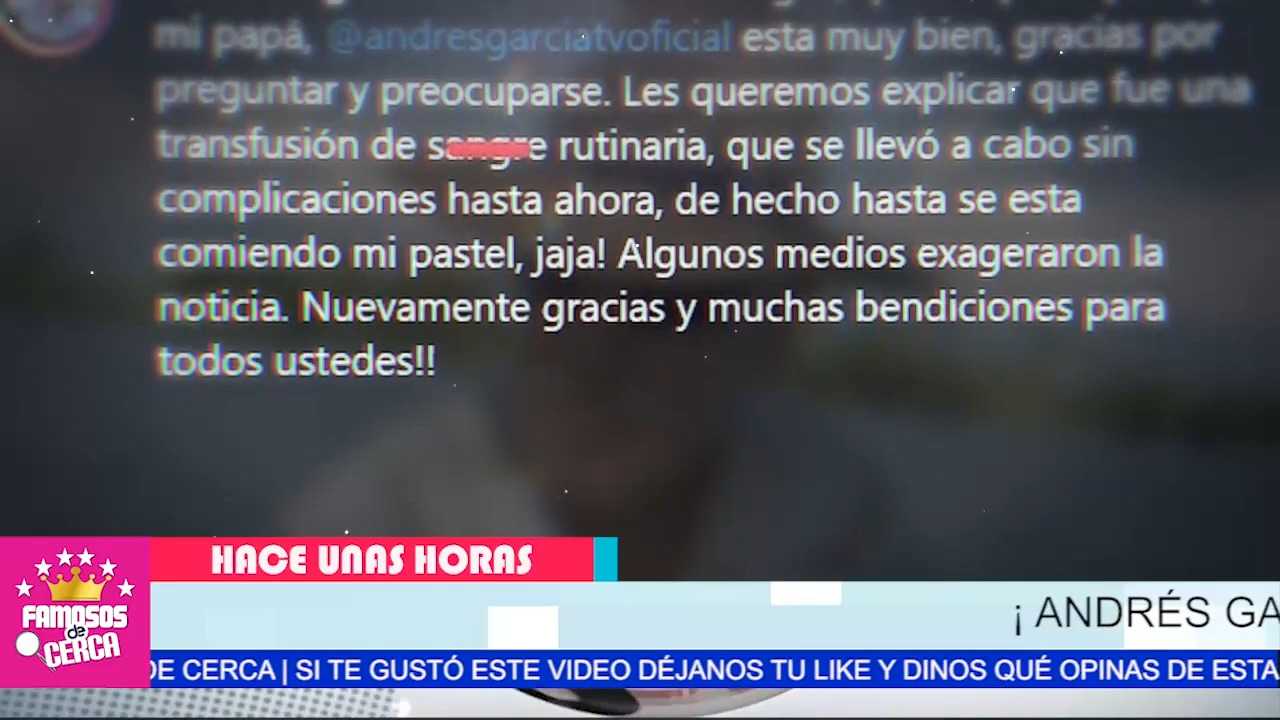 mi papá, @andresgarciatvoficial esta muy bien, gracias por
preguntar y preocuparse. Les queremos explicar que fue una
transfusión de sangre rutinaria, que se llevó a cabo sin
complicaciones hasta ahora, de hecho hasta se esta
comiendo mi pastel, jaja! Algunos medios exageraron la
noticia. Nuevamente gracias y muchas bendiciones para
todos ustedes!!
HACE UNAS HORAS
¡ ANDRÉS GA
FAMOSOS
de
CERCA
DE CERCA | SI TE GUSTÓ ESTE VIDEO DÉJANOS TU LIKE Y DINOS QUÉ OPINAS DE ESTA